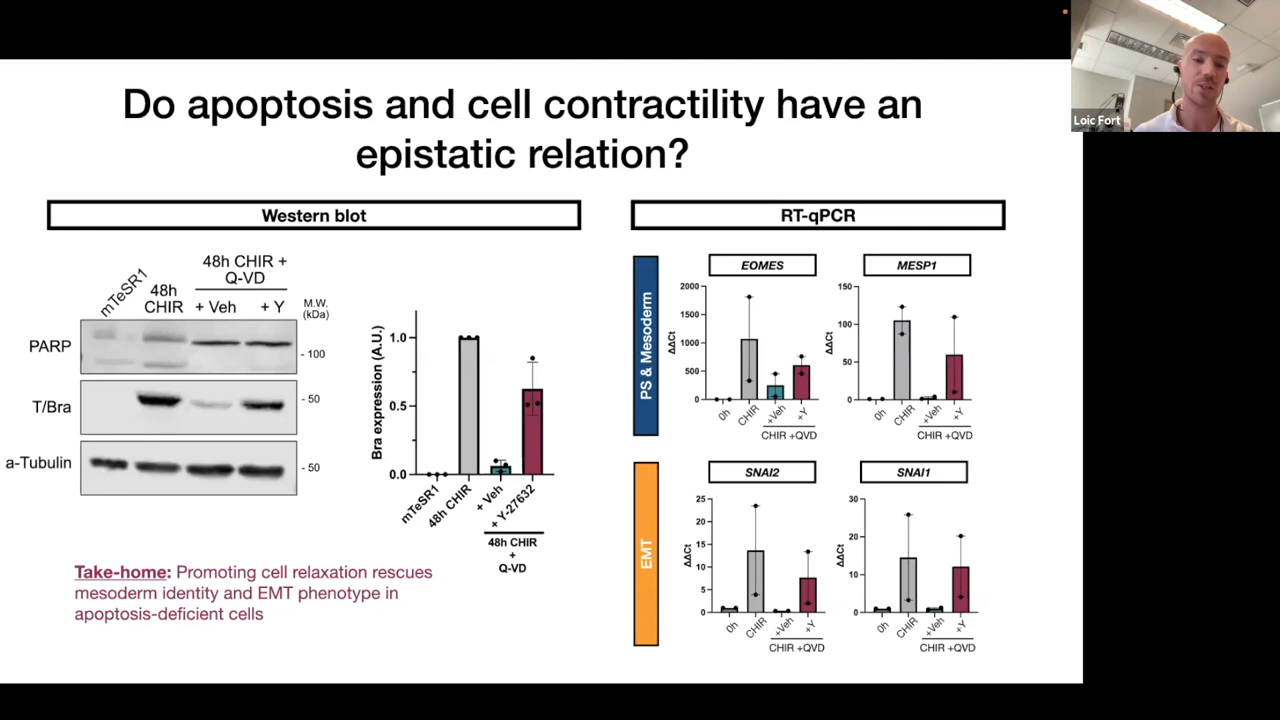 Loic Fort
Do apoptosis and cell contractility have an
epistatic relation?
Western blot
RT-qPCR
mTeSR1
48h
CHIR
48h CHIR +
Q-VD
+ Veh
+ Y
M.W.
(kDa)
PARP
- 100
T/Bra
- 50
a-Tubulin
- 50
Bra expression (A.U.)
1.0
0.5
0.0
mTeSR1
48h CHIR
+ Veh
+ Y-27632
48h CHIR
+
Q-VD
Take-home: Promoting cell relaxation rescues
mesoderm identity and EMT phenotype in
apoptosis-deficient cells
PS & Mesoderm
EOMES
ΔΔCt
2000
1500
1000
500
0
0h
CHIR
+Veh
+Y
CHIR +QVD
MESP1
ΔΔCt
150
100
50
0
0h
CHIR
+Veh
+Y
CHIR +QVD
EMT
SNAI2
ΔΔCt
25
20
15
10
5
0
0h
CHIR
+Veh
+Y
CHIR +QVD
SNAI1
ΔΔCt
30
20
10
0
0h
CHIR
+Veh
+Y
CHIR +QVD